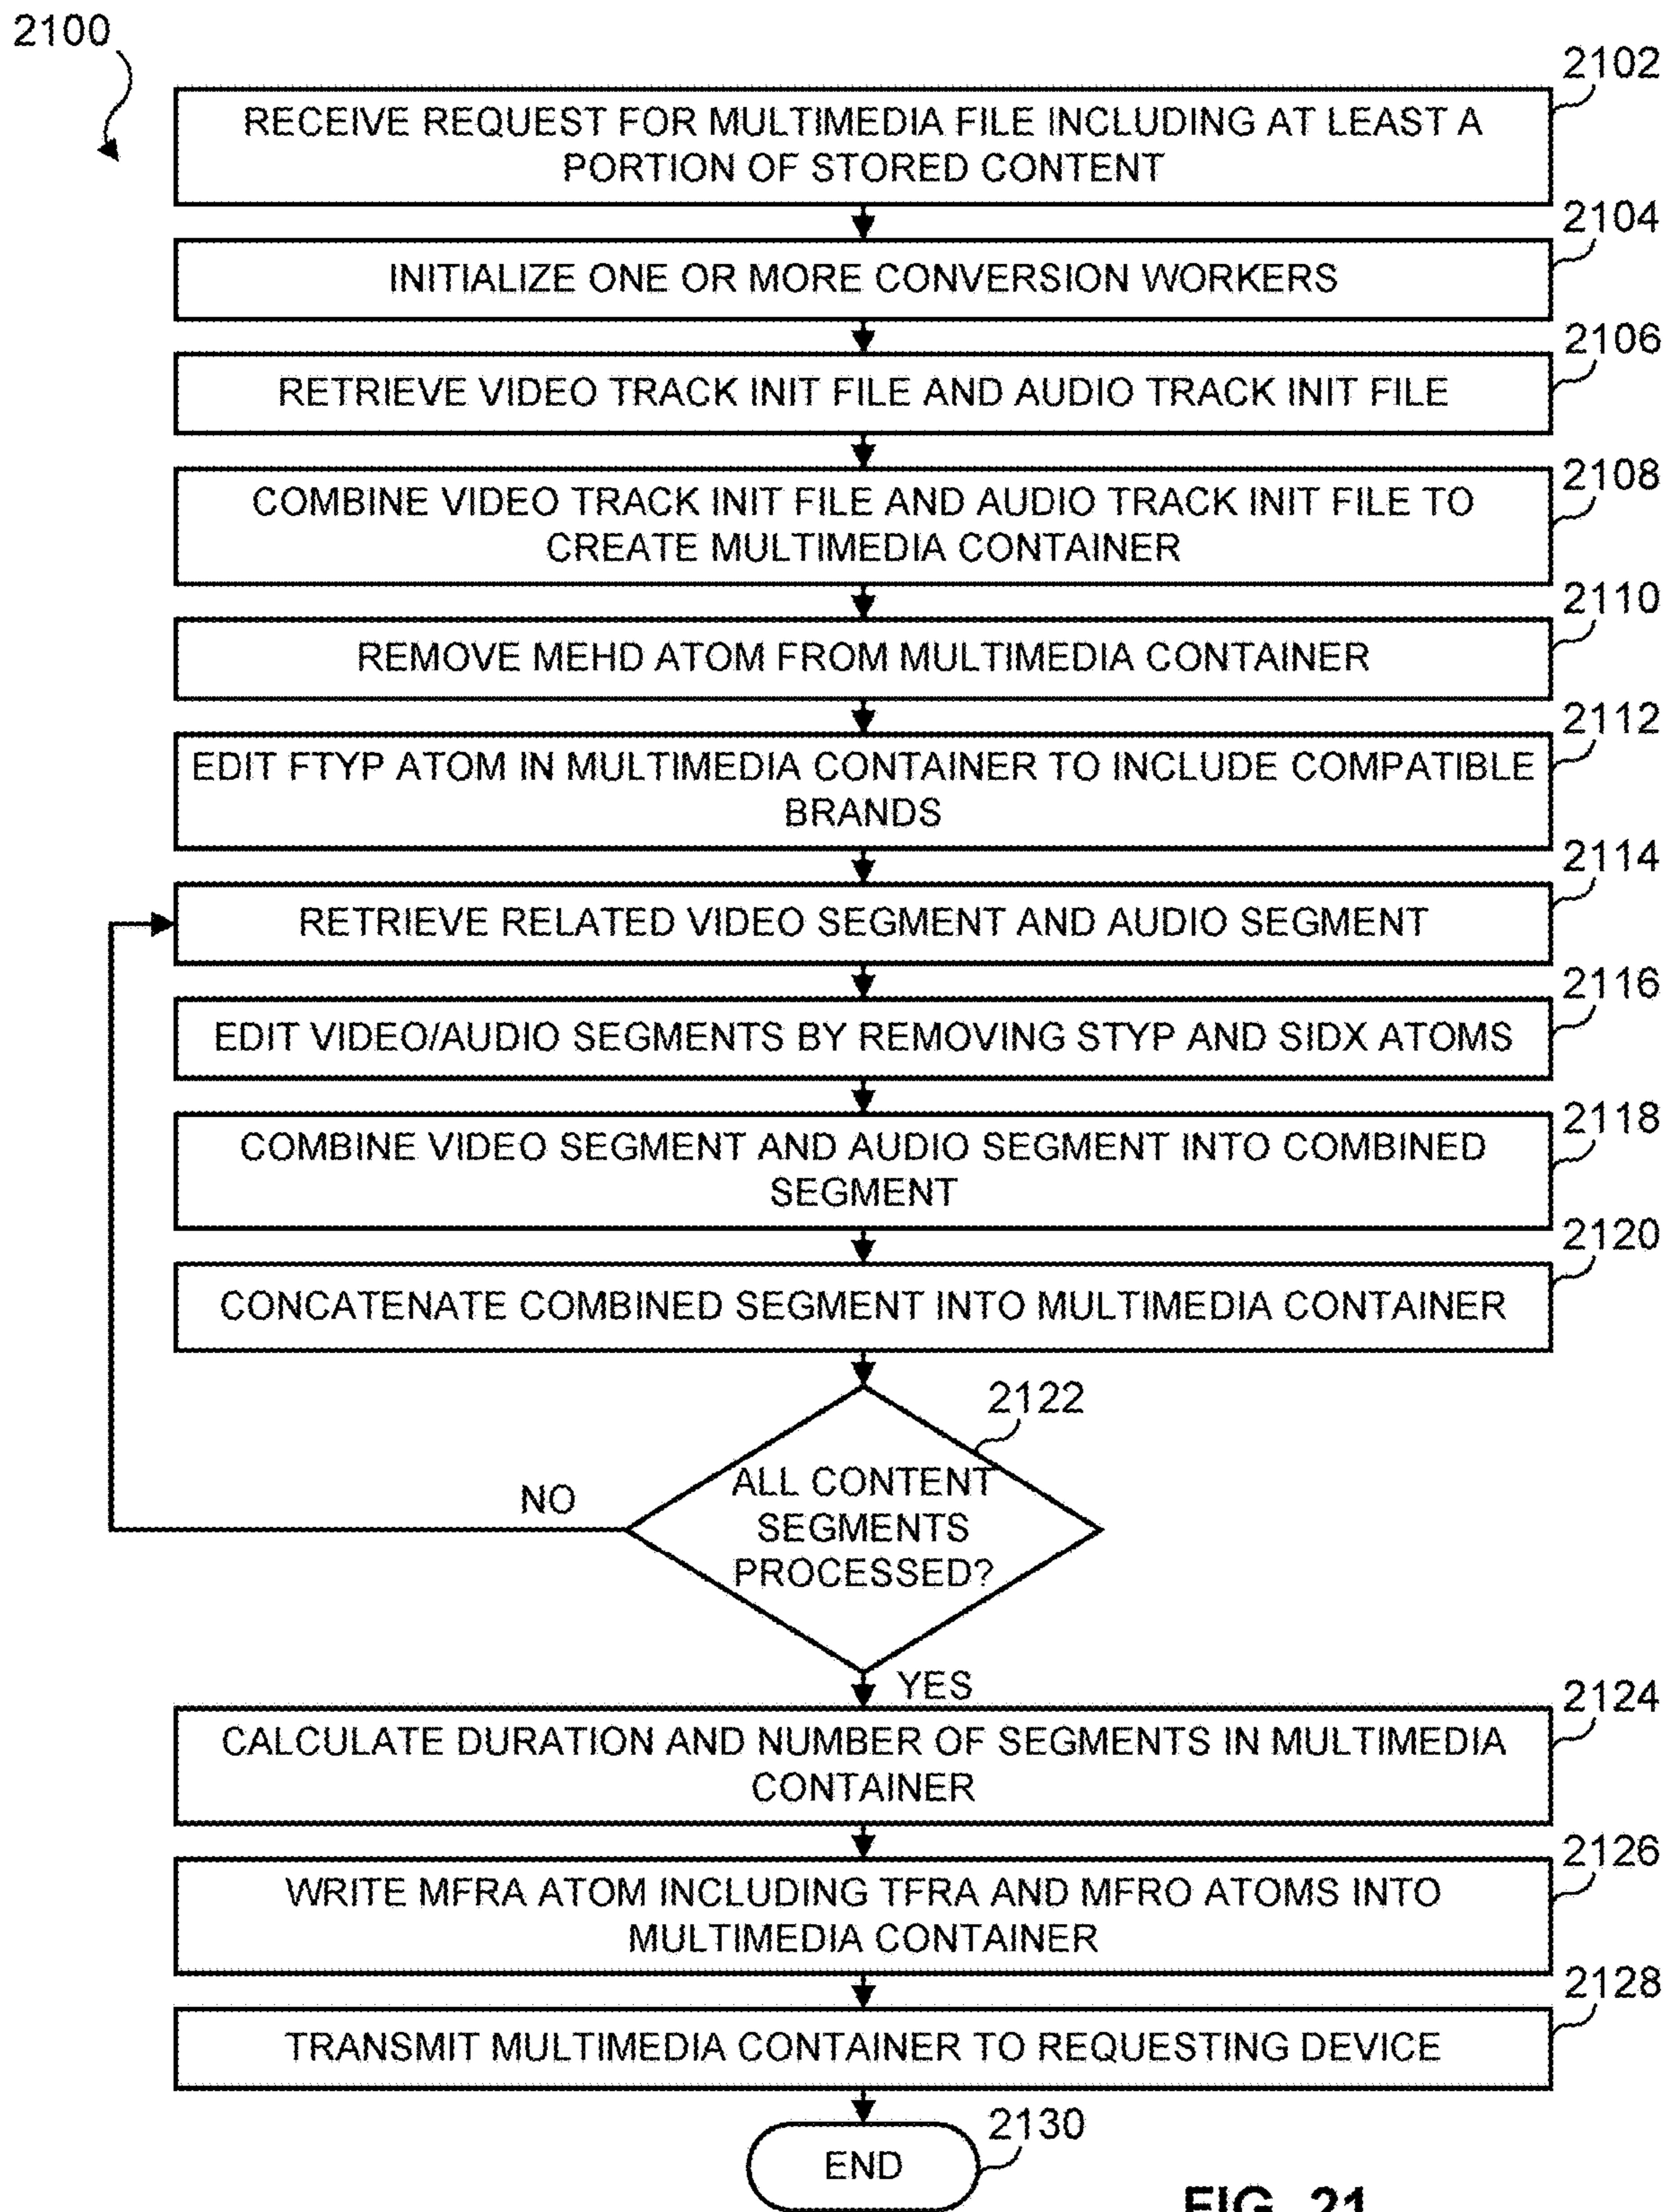 2100
2102
RECEIVE REQUEST FOR MULTIMEDIA FILE INCLUDING AT LEAST A
PORTION OF STORED CONTENT
2104
INITIALIZE ONE OR MORE CONVERSION WORKERS
2106
RETRIEVE VIDEO TRACK INIT FILE AND AUDIO TRACK INIT FILE
2108
COMBINE VIDEO TRACK INIT FILE AND AUDIO TRACK INIT FILE TO
CREATE MULTIMEDIA CONTAINER
2110
REMOVE MEHD ATOM FROM MULTIMEDIA CONTAINER
2112
EDIT FTYP ATOM IN MULTIMEDIA CONTAINER TO INCLUDE COMPATIBLE
BRANDS
2114
RETRIEVE RELATED VIDEO SEGMENT AND AUDIO SEGMENT
2116
EDIT VIDEO/AUDIO SEGMENTS BY REMOVING STYP AND SIDX ATOMS
2118
COMBINE VIDEO SEGMENT AND AUDIO SEGMENT INTO COMBINED
SEGMENT
2120
CONCATENATE COMBINED SEGMENT INTO MULTIMEDIA CONTAINER
2122
ALL CONTENT
SEGMENTS
PROCESSED?
NO
YES
2124
CALCULATE DURATION AND NUMBER OF SEGMENTS IN MULTIMEDIA
CONTAINER
2126
WRITE MFRA ATOM INCLUDING TFRA AND MFRO ATOMS INTO
MULTIMEDIA CONTAINER
2128
TRANSMIT MULTIMEDIA CONTAINER TO REQUESTING DEVICE
2130
END
FIG. 21